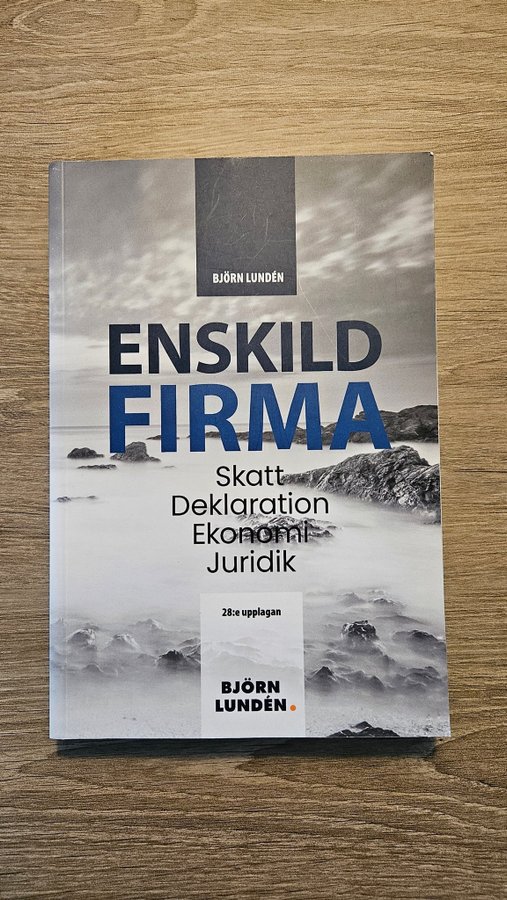 BJÖRN LUNDÉN
ENSKILD
FIRMA
Skatt
Deklaration
Ekonomi
Juridik
28:e upplagan
BJÖRN
LUNDÉN.